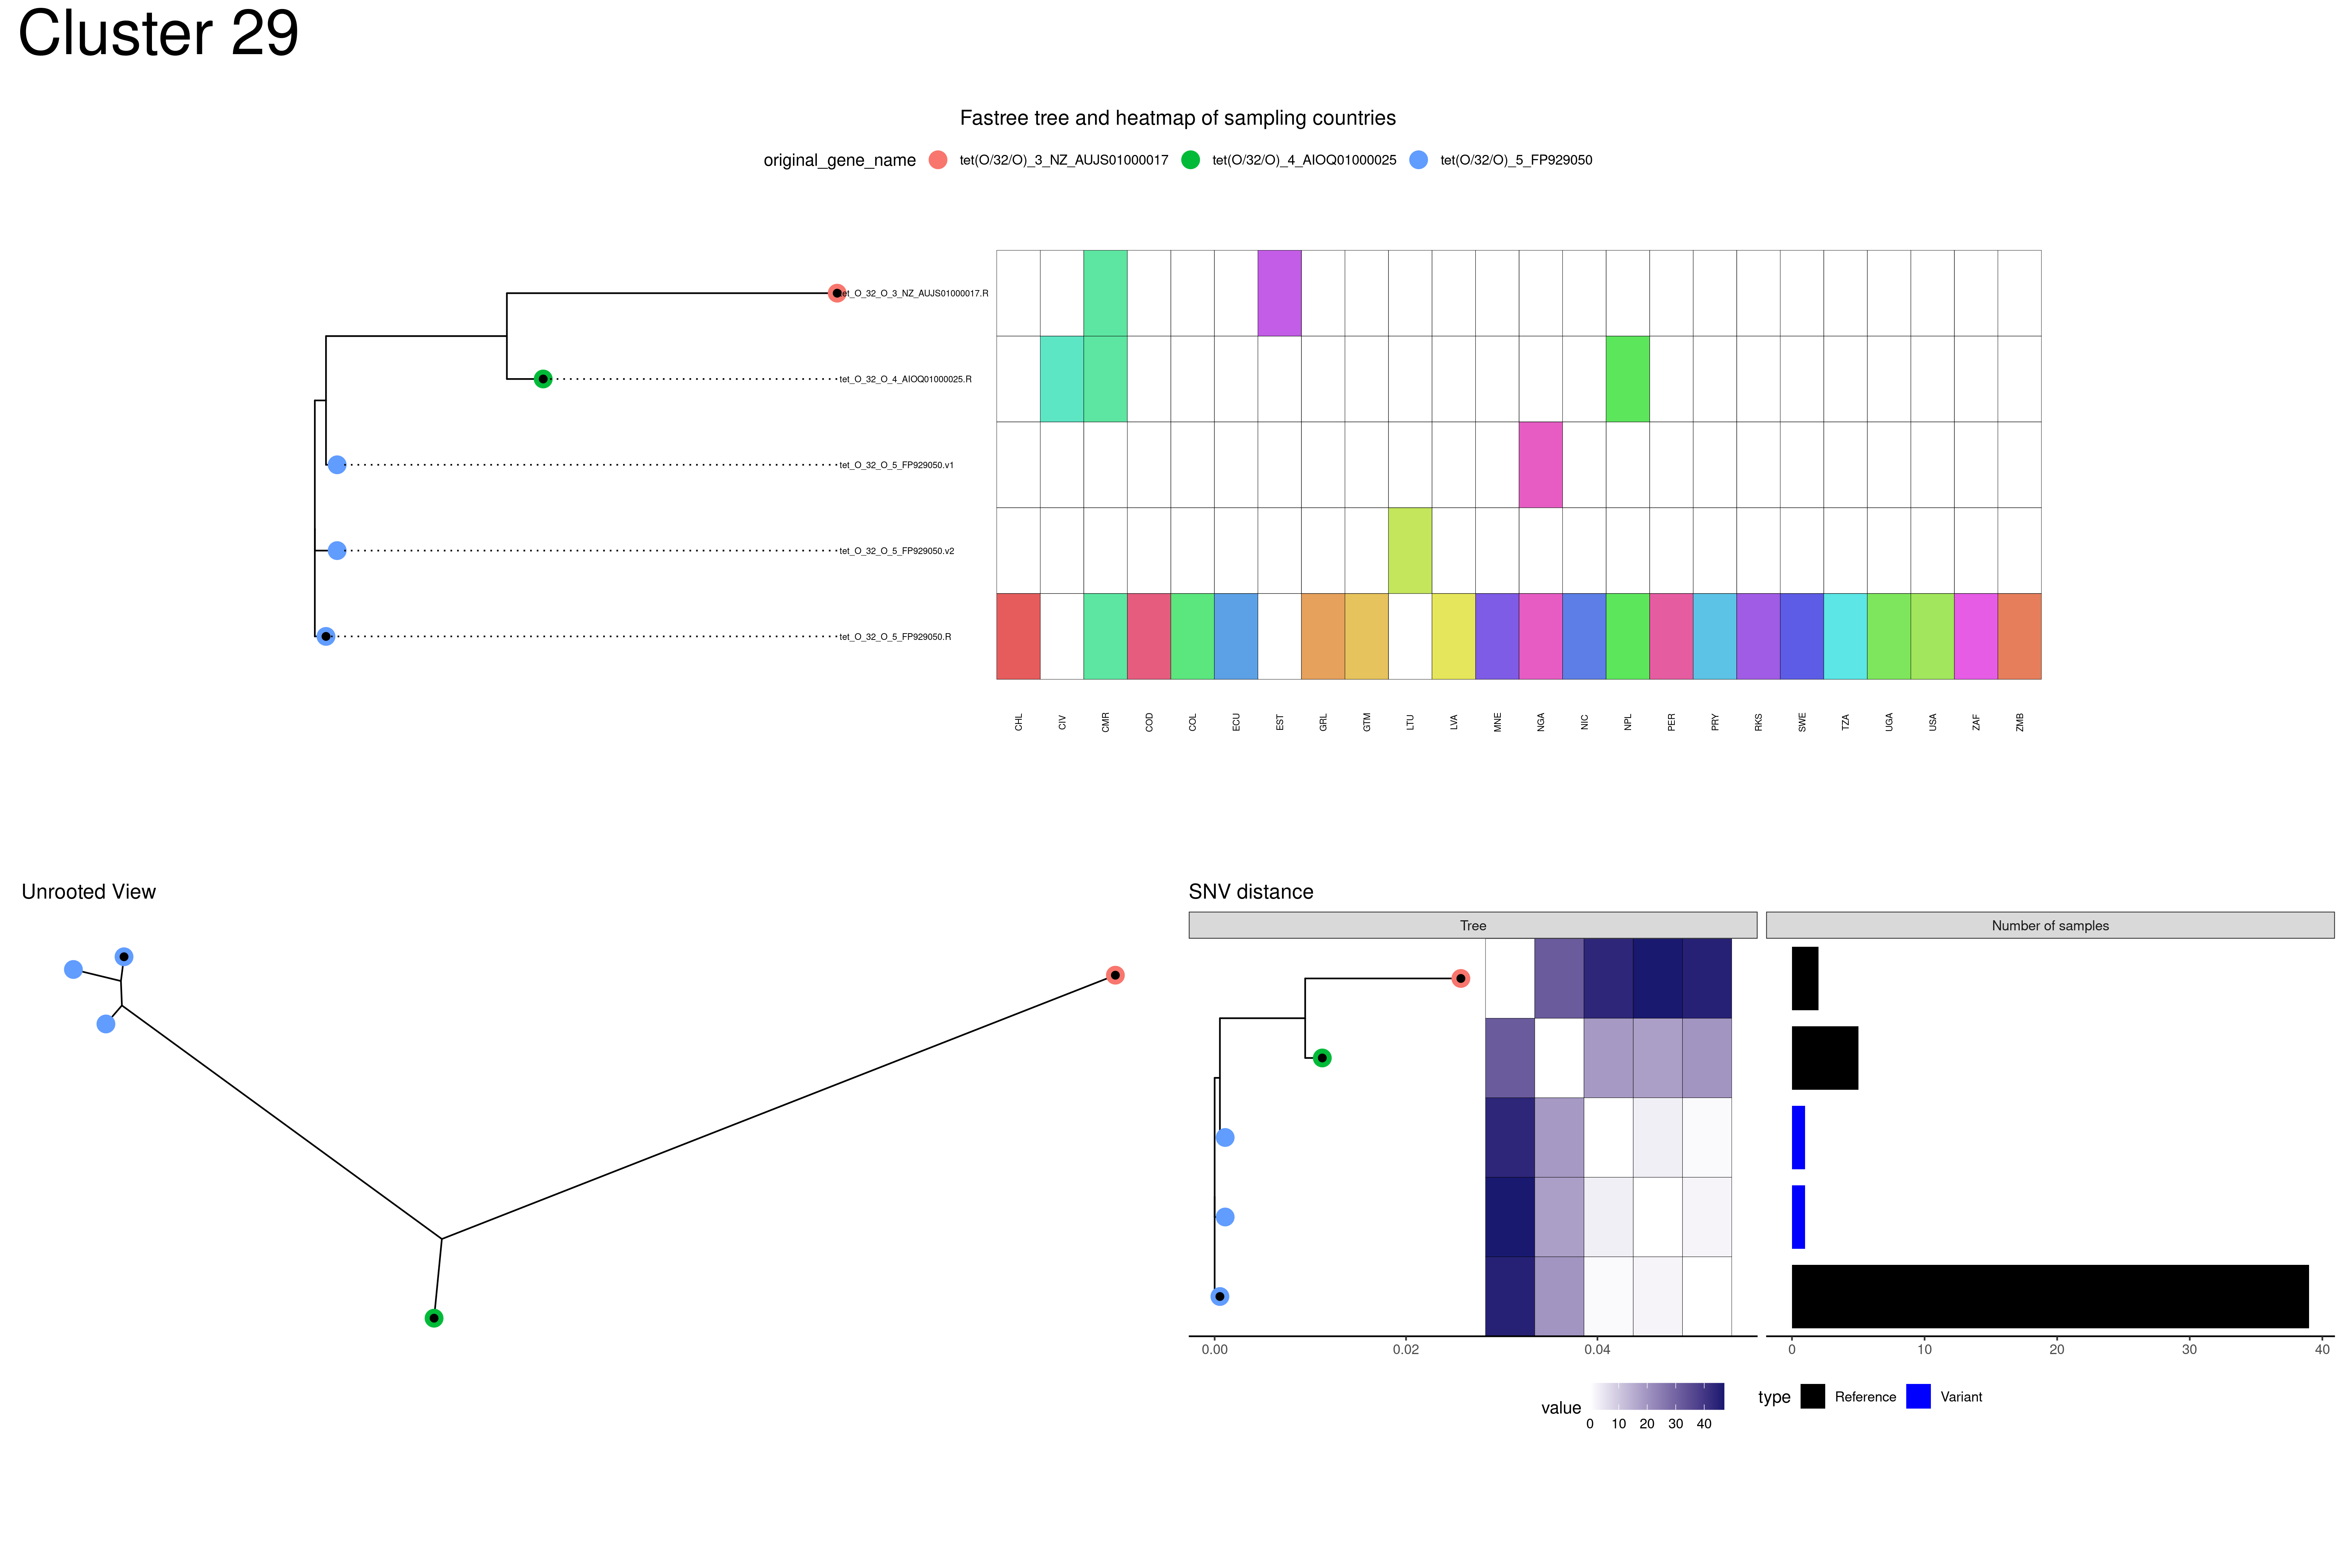 Cluster 29
Fastree tree and heatmap of sampling countries
original_gene_name tet(O/32/O)_3_NZ_AUJS01000017 tet(O/32/O)_4_AIOQ01000025 tet(O/32/O)_5_FP929050
tet_O_32_O_3_NZ_AUJS01000017.R
tet_O_32_O_4_AIOQ01000025.R
tet_O_32_O_5_FP929050.v1
tet_O_32_O_5_FP929050.v2
tet_O_32_O_5_FP929050.R
CHL CIV CMR COD COL ECU EST GRL GTM LTU LVA MNE NGA NIC NPL PER PRY RKS SWE TZA UGA USA ZAF ZMB
Unrooted View
SNV distance
Tree Number of samples
0.00 0.02 0.04 0 10 20 30 40
value 0 10 20 30 40 type Reference Variant